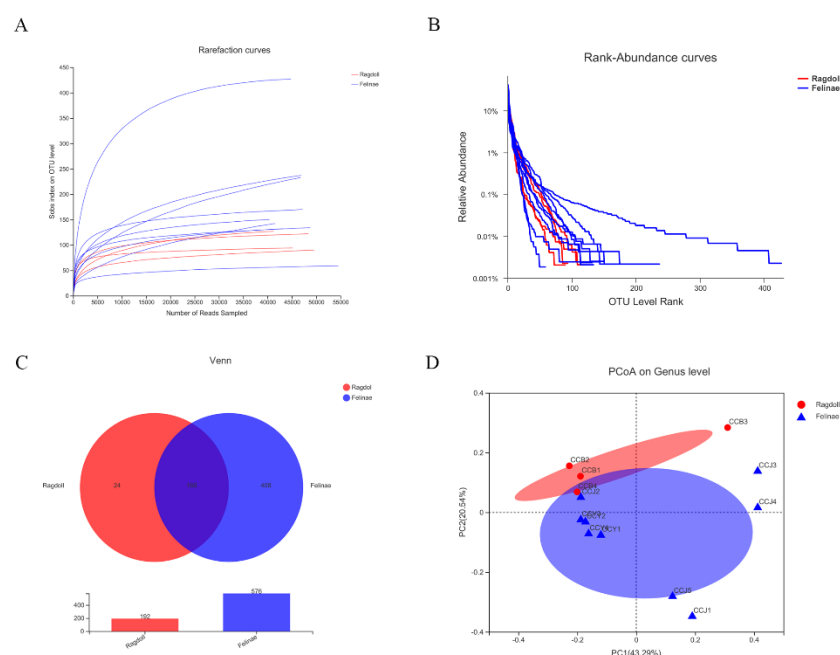 A
Rarefaction curves
Ragdoll
Felinae
Sobs index on OTU level
450
400
350
300
250
200
150
100
50
0
0 5000 10000 15000 20000 25000 30000 35000 40000 45000 50000 55000
Number of Reads Sampled
B
Rank-Abundance curves
Ragdoll
Felinae
Relative Abundance
10%
1%
0.1%
0.01%
0.001%
0 100 200 300 400
OTU Level Rank
C
Venn
Ragdol
Felinae
Ragdoll
24
Felinae
600
400
200
0
192
576
Ragdoll
Felinae
D
PCoA on Genus level
Ragdoll
Felinae
PC2(20.54%)
0.4
0.2
0
-0.2
-0.4
CCB3
CCB2
CCB1
CCJ2
CCJ3
CCJ4
CCJ5
CCJ1
-0.4 -0.2 0 0.2 0.4
PC1(43.29%)